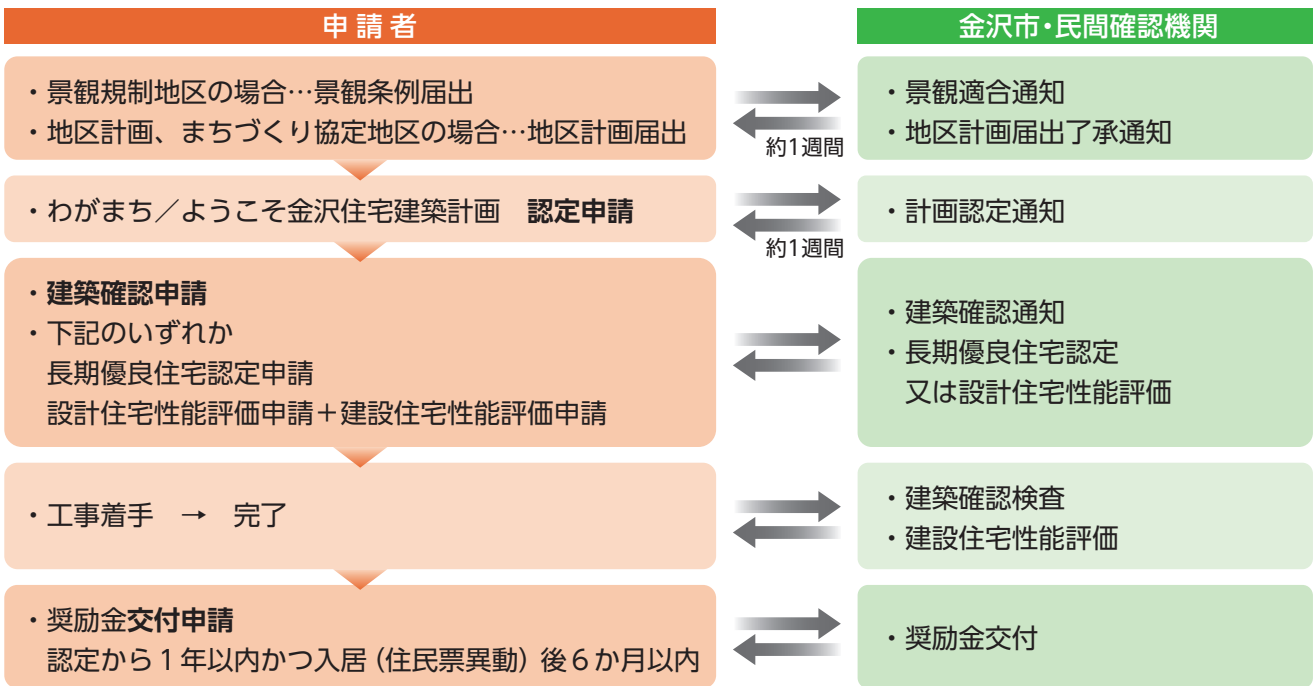 申請者
金沢市・民間確認機関
・景観規制地区の場合…景観条例届出
・地区計画、まちづくり協定地区の場合…地区計画届出
約1週間
・景観適合通知
・地区計画届出了承通知
・わがまち／ようこそ金沢住宅建築計画　認定申請
約1週間
・計画認定通知
・建築確認申請
・下記のいずれか
長期優良住宅認定申請
設計住宅性能評価申請＋建設住宅性能評価申請
・建築確認通知
・長期優良住宅認定
又は設計住宅性能評価
・工事着手　→　完了
・建築確認検査
・建設住宅性能評価
・奨励金交付申請
認定から１年以内かつ入居（住民票異動）後６か月以内
・奨励金交付